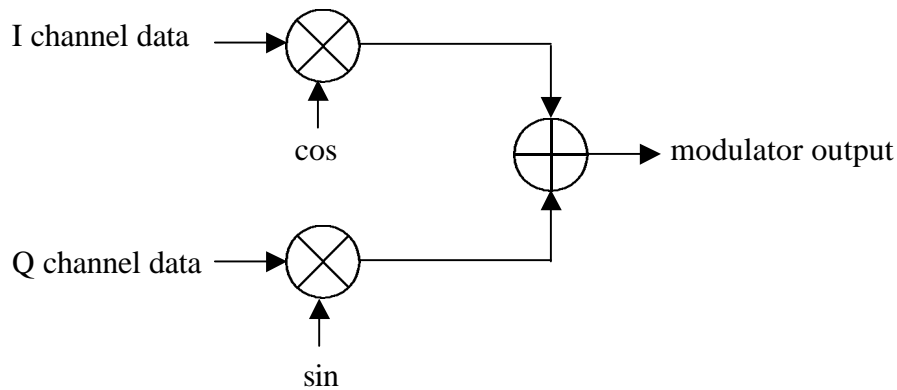 I channel data
cos
modulator output
Q channel data
sin